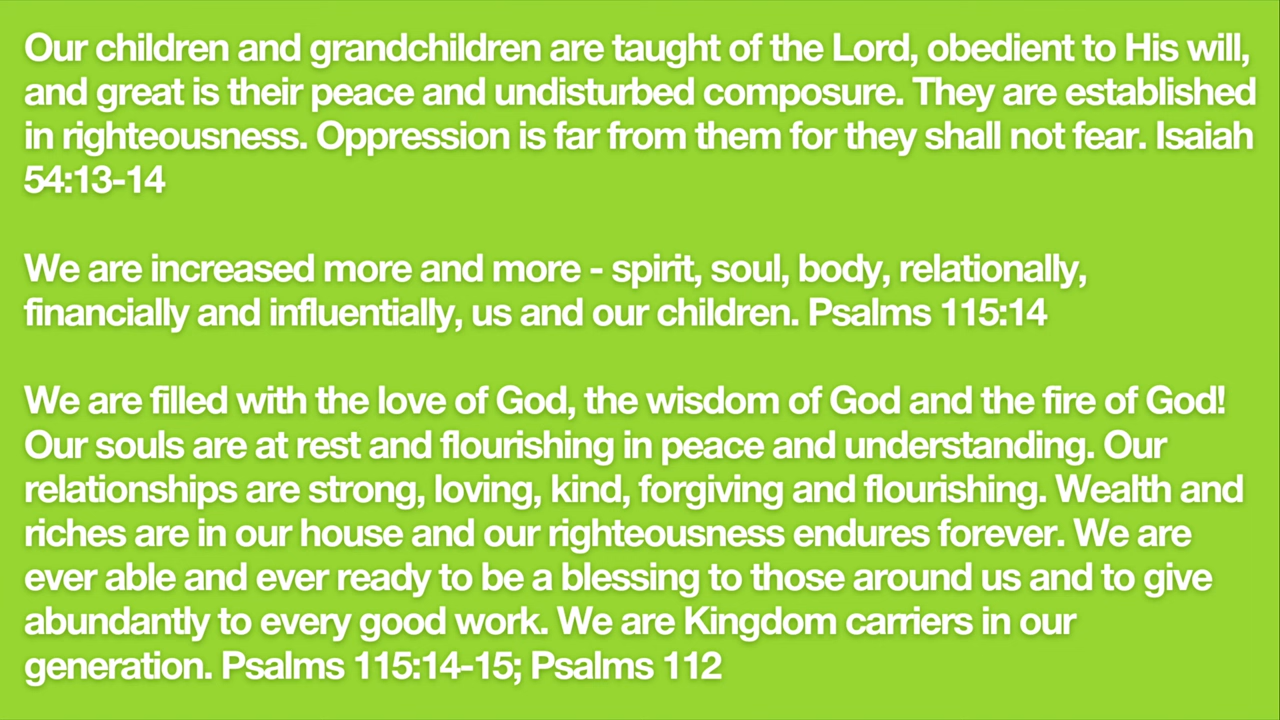 Our children and grandchildren are taught of the Lord, obedient to His will,
and great is their peace and undisturbed composure. They are established
in righteousness. Oppression is far from them for they shall not fear. Isaiah
54:13-14
We are increased more and more - spirit, soul, body, relationally,
financially and influentially, us and our children. Psalms 115:14
We are filled with the love of God, the wisdom of God and the fire of God!
Our souls are at rest and flourishing in peace and understanding. Our
relationships are strong, loving, kind, forgiving and flourishing. Wealth and
riches are in our house and our righteousness endures forever. We are
ever able and ever ready to be a blessing to those around us and to give
abundantly to every good work. We are Kingdom carriers in our
generation. Psalms 115:14-15; Psalms 112